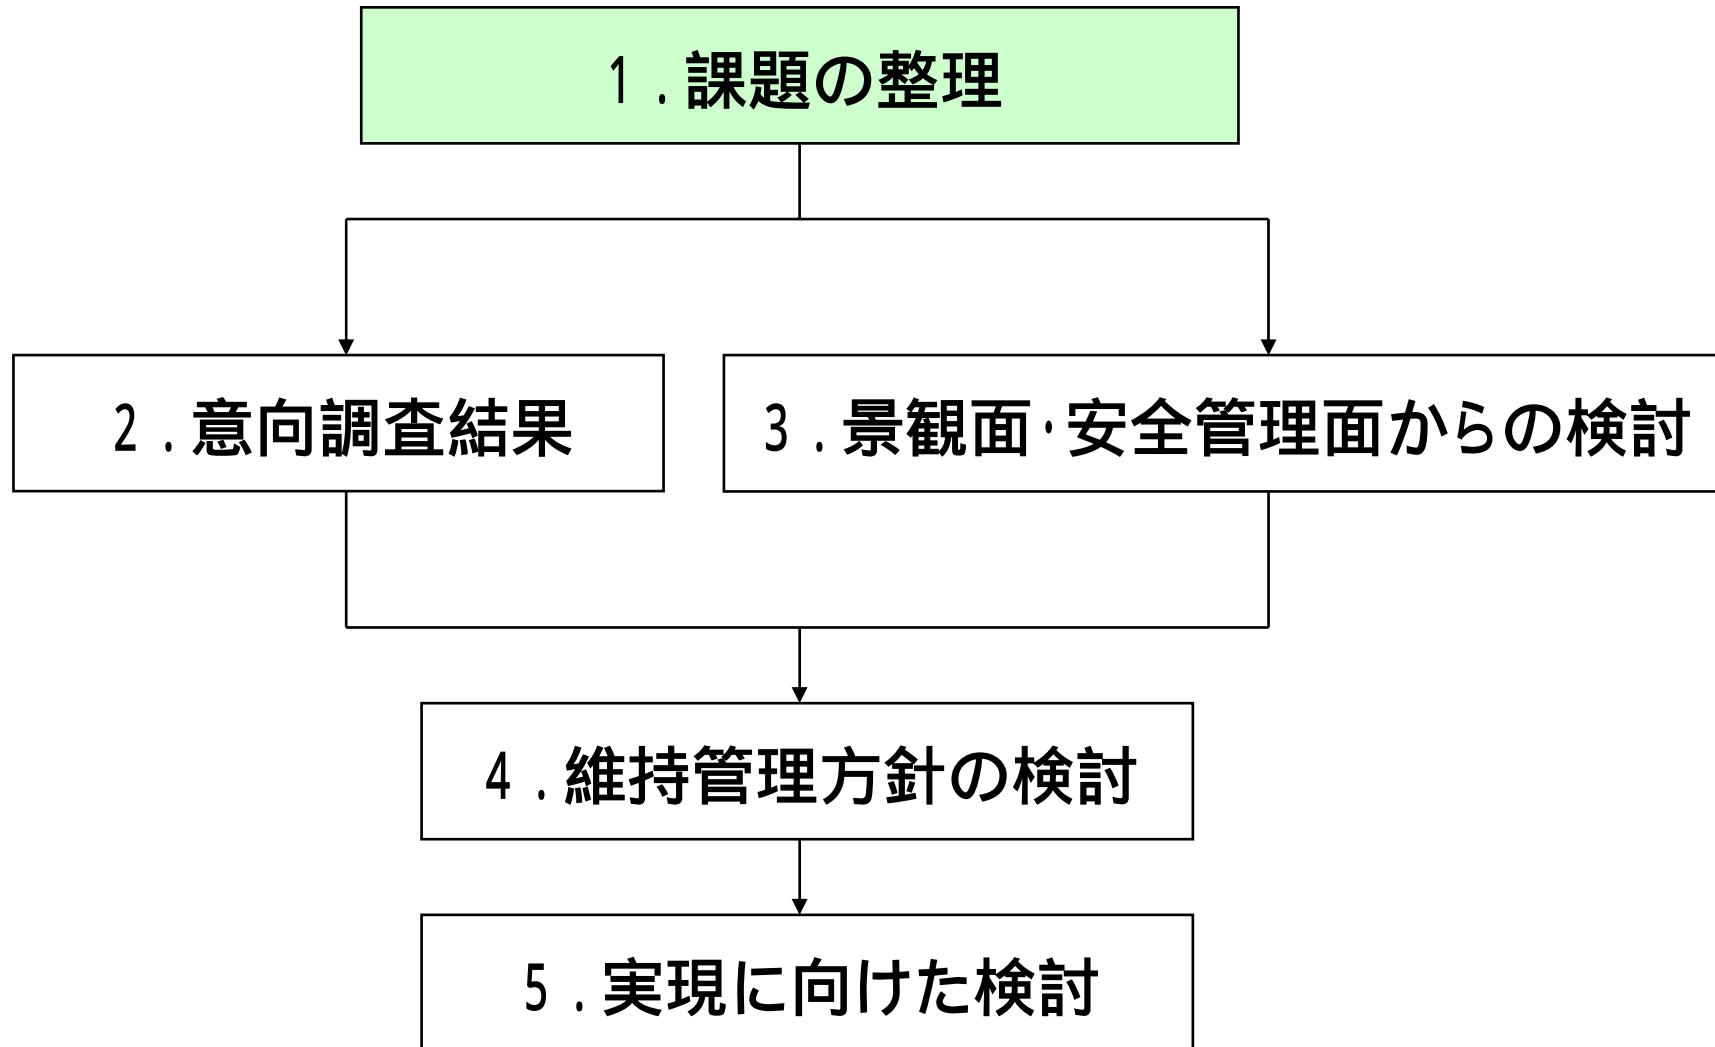 1．課題の整理
2．意向調査結果
3．景観面･安全管理面からの検討
4．維持管理方針の検討
5．実現に向けた検討